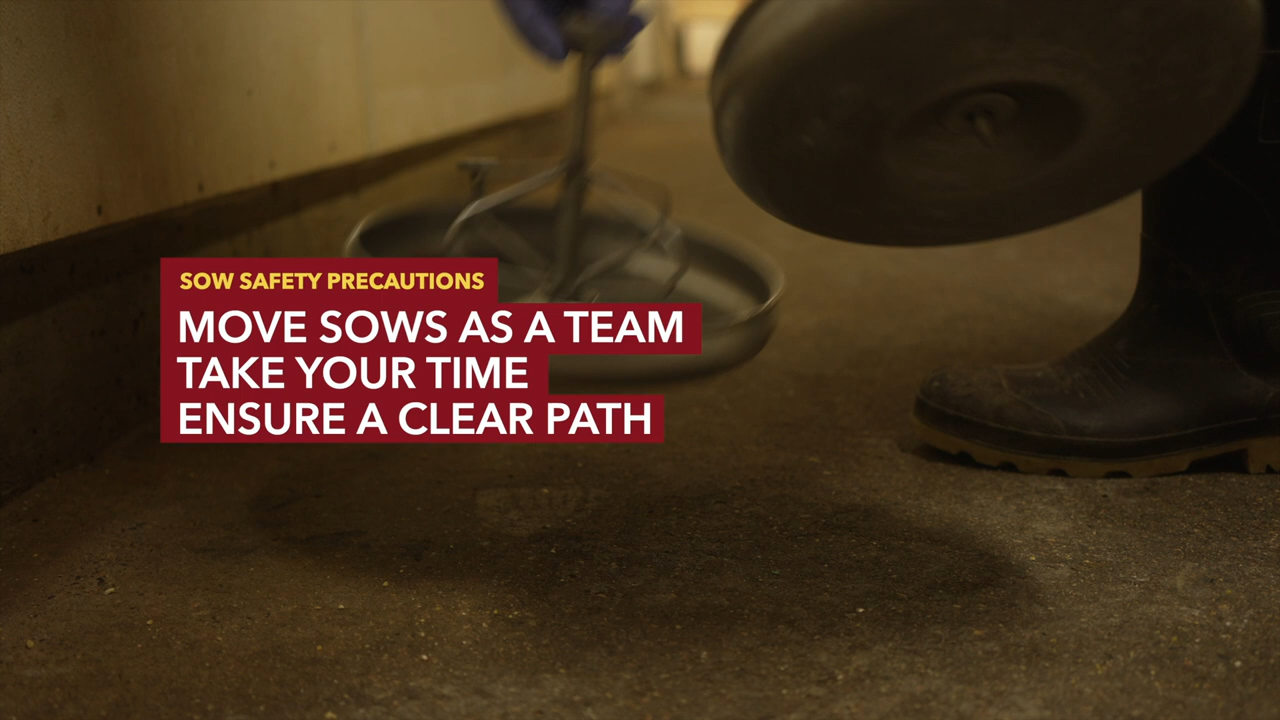 SOW SAFETY PRECAUTIONS
MOVE SOWS AS A TEAM
TAKE YOUR TIME
ENSURE A CLEAR PATH